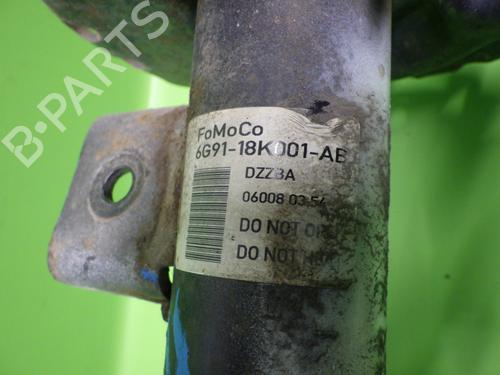 FoMoCo
6G91-18K001-AB
DZZBA
06008 03:54
DO NOT
DO NOT
B-PARTS